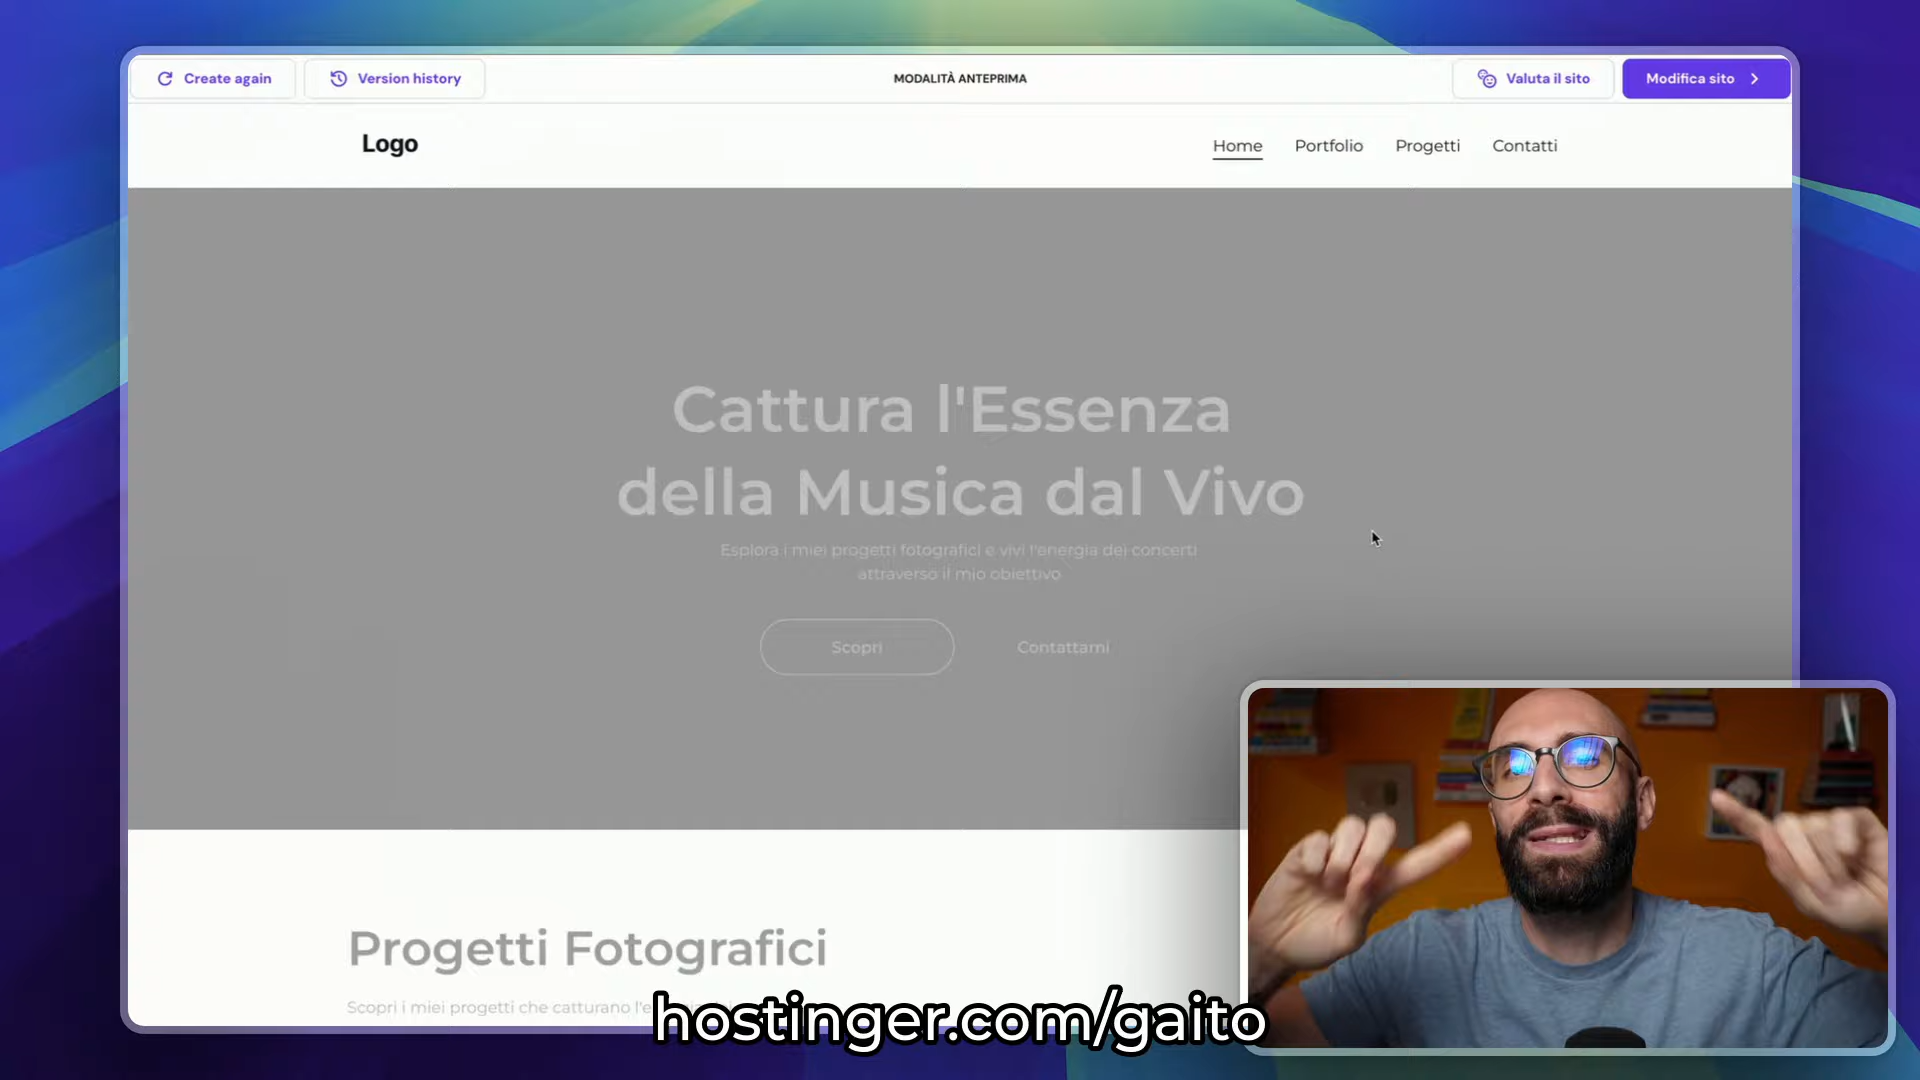 Create again
Version history
MODALITÀ ANTEPRIMA
Valuta il sito
Modifica sito
Logo
Home
Portfolio
Progetti
Contatti
Cattura l'Essenza
della Musica dal Vivo
Esplora i miei progetti fotografici e vivi l'energia dei concerti
attraverso il mio obiettivo
Scopri
Contattami
Progetti Fotografici
Scopri i miei progetti che catturano
hostinger.com/gaito